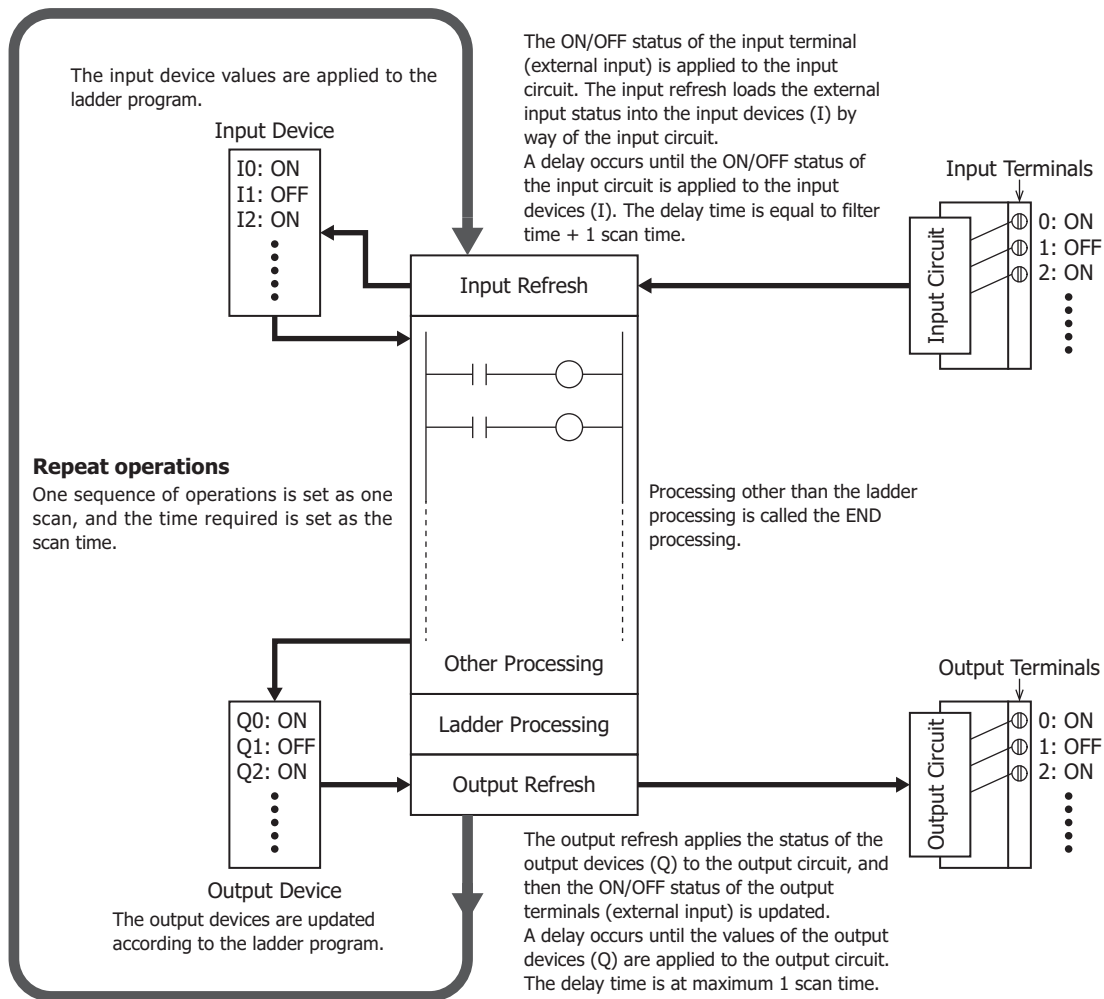 The input device values are applied to the
ladder program.
Input Device
I0: ON
I1: OFF
I2: ON
The ON/OFF status of the input terminal
(external input) is applied to the input
circuit. The input refresh loads the external
input status into the input devices (I) by
way of the input circuit.
A delay occurs until the ON/OFF status of
the input circuit is applied to the input
devices (I). The delay time is equal to filter
time + 1 scan time.
Input Terminals
Input Circuit
0: ON
1: OFF
2: ON
Input Refresh
Repeat operations
One sequence of operations is set as one
scan, and the time required is set as the
scan time.
Processing other than the ladder
processing is called the END
processing.
Other Processing
Ladder Processing
Output Refresh
Q0: ON
Q1: OFF
Q2: ON
Output Device
The output devices are updated
according to the ladder program.
Output Terminals
Output Circuit
0: ON
1: OFF
2: ON
The output refresh applies the status of the
output devices (Q) to the output circuit, and
then the ON/OFF status of the output
terminals (external input) is updated.
A delay occurs until the values of the output
devices (Q) are applied to the output circuit.
The delay time is at maximum 1 scan time.